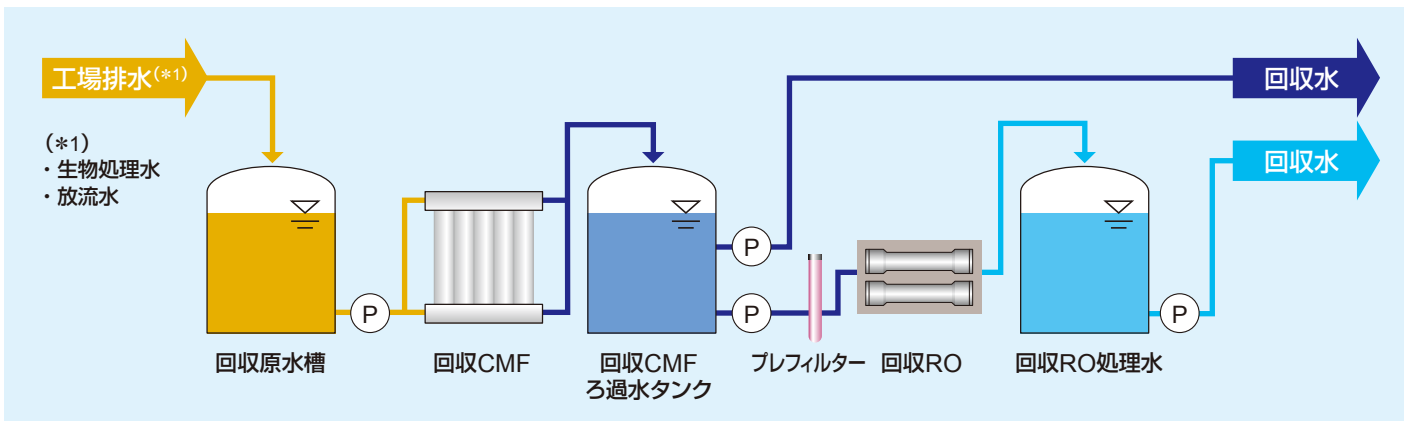 工場排水(*1)
(*1)
・生物処理水
・放流水
回収水
回収水
P
P
P
P
回収原水槽
回収CMF
回収CMF
ろ過水タンク
プレフィルター
回収RO
回収RO処理水